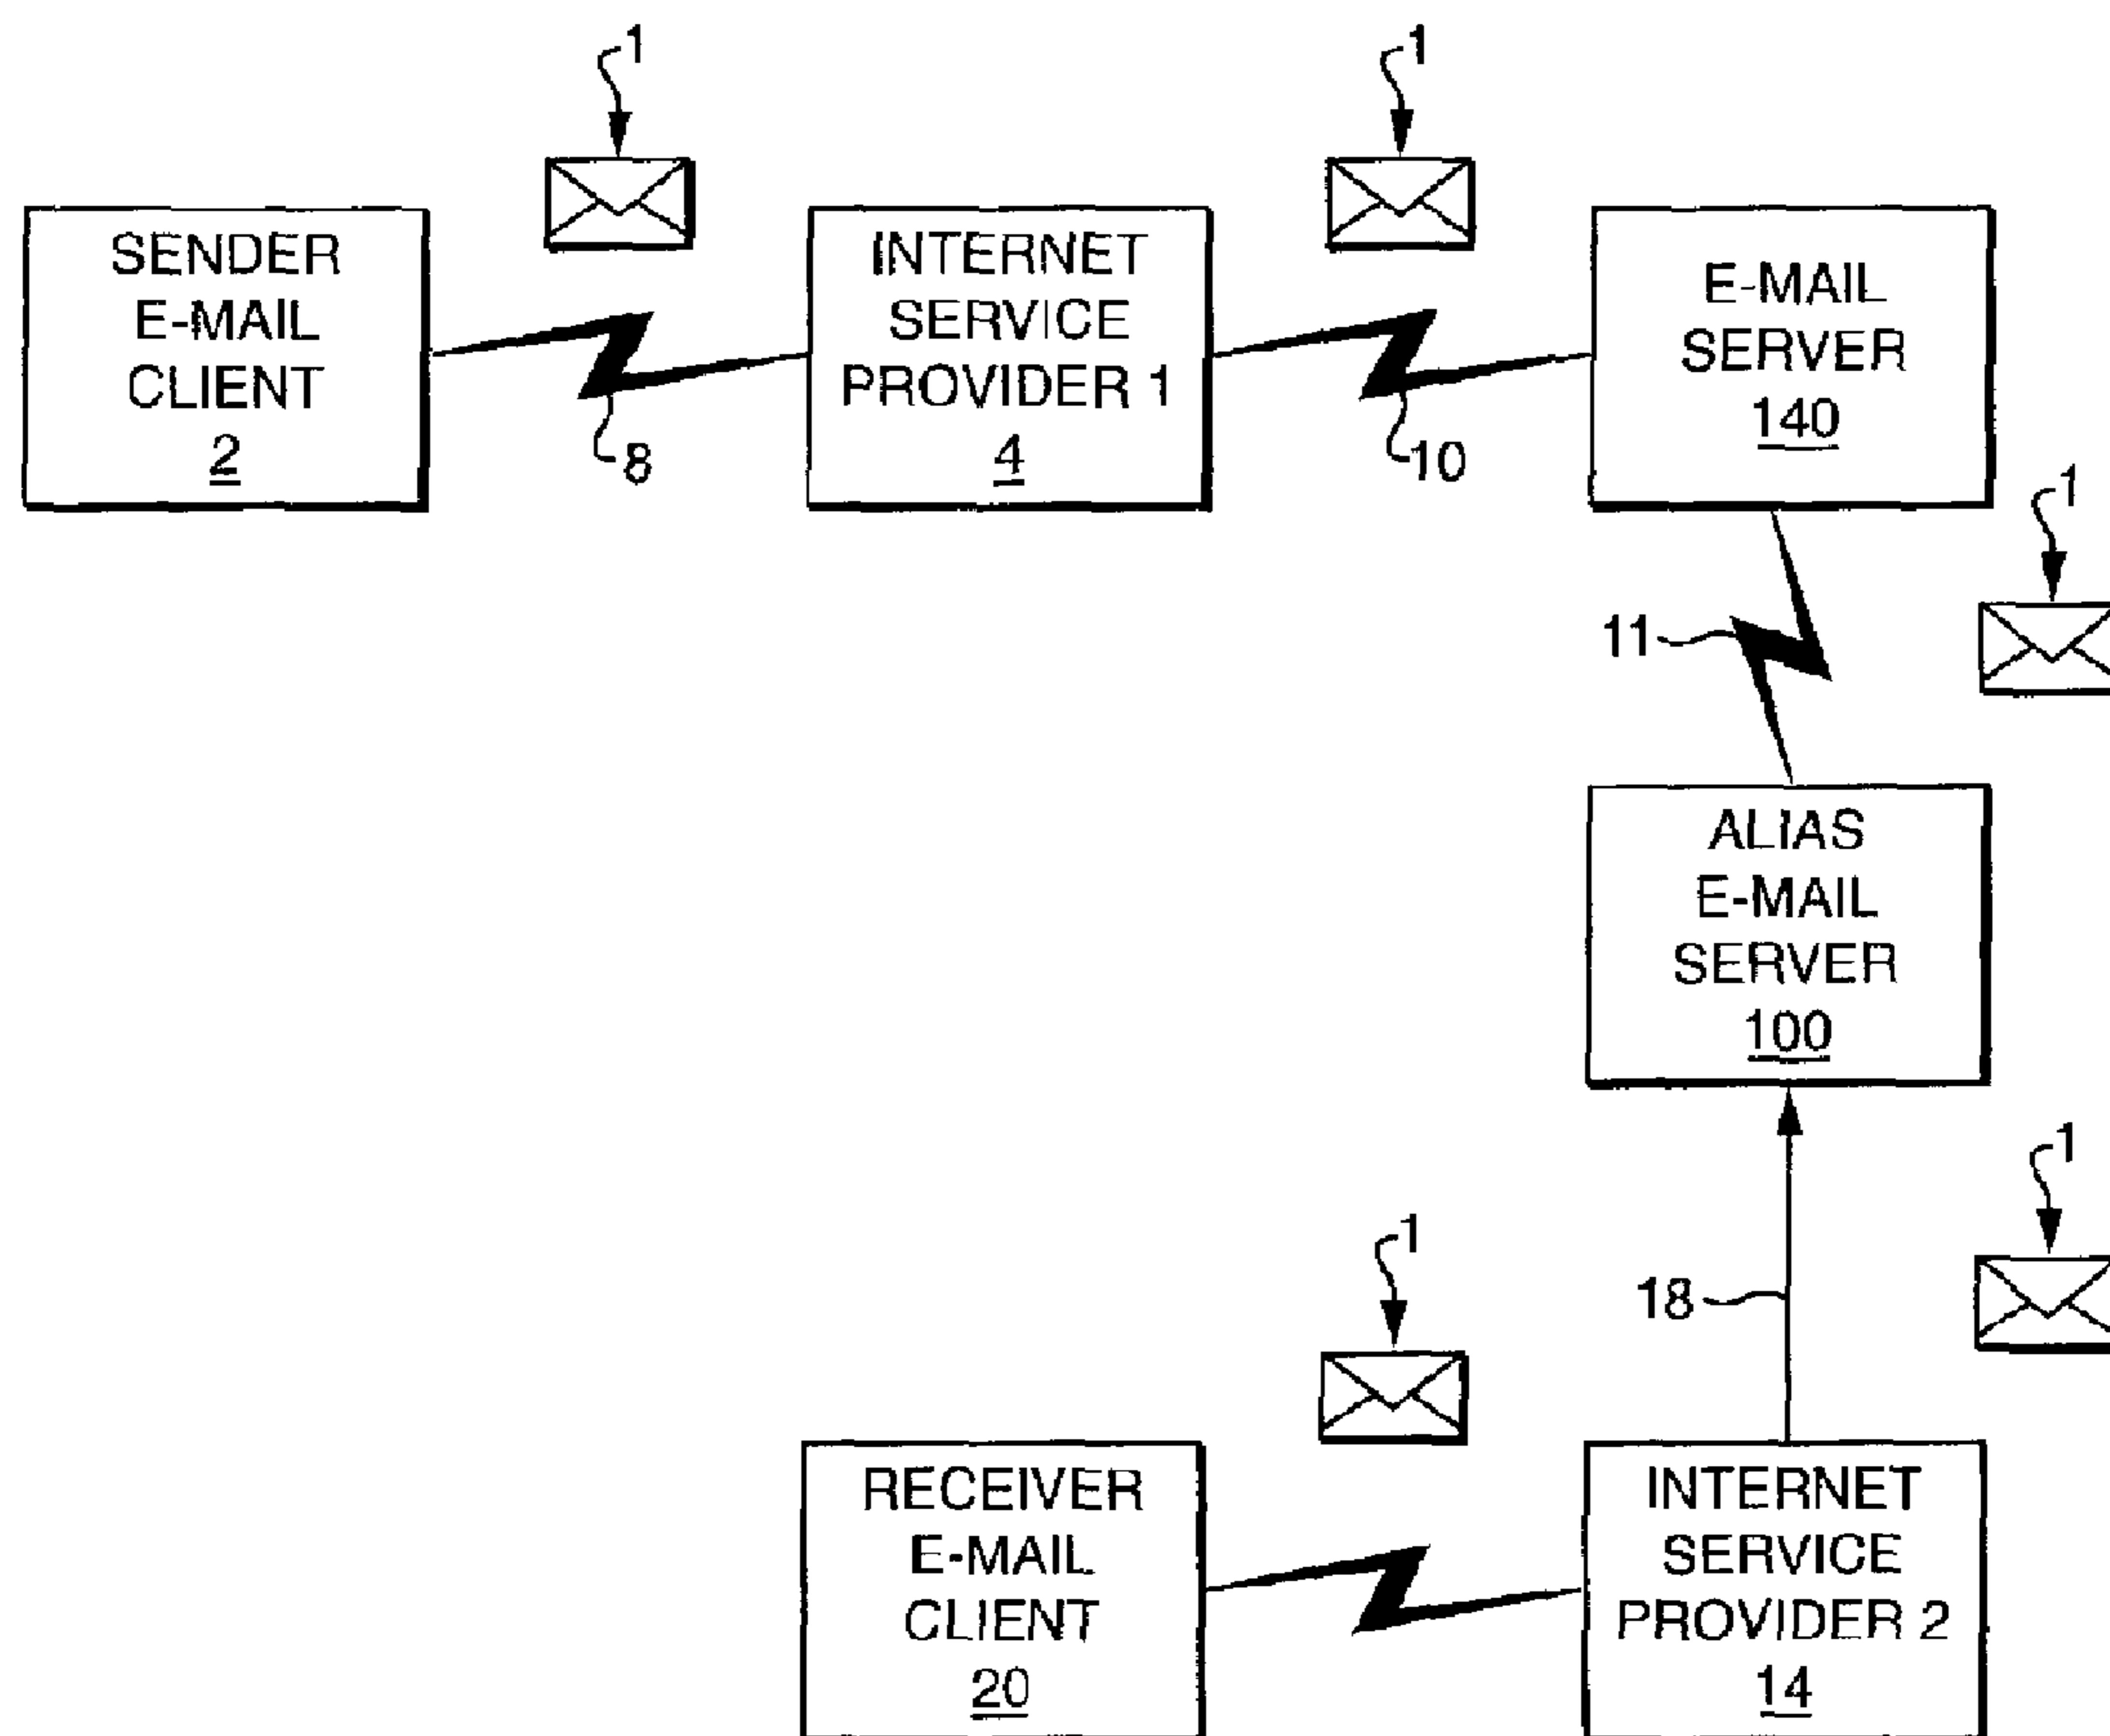 1
1
SENDER
E-MAIL
CLIENT
2
8
INTERNET
SERVICE
PROVIDER 1
4
10
E-MAIL
SERVER
140
1
11
ALIAS
E-MAIL
SERVER
100
1
18
1
RECEIVER
E-MAIL
CLIENT
20
INTERNET
SERVICE
PROVIDER 2
14